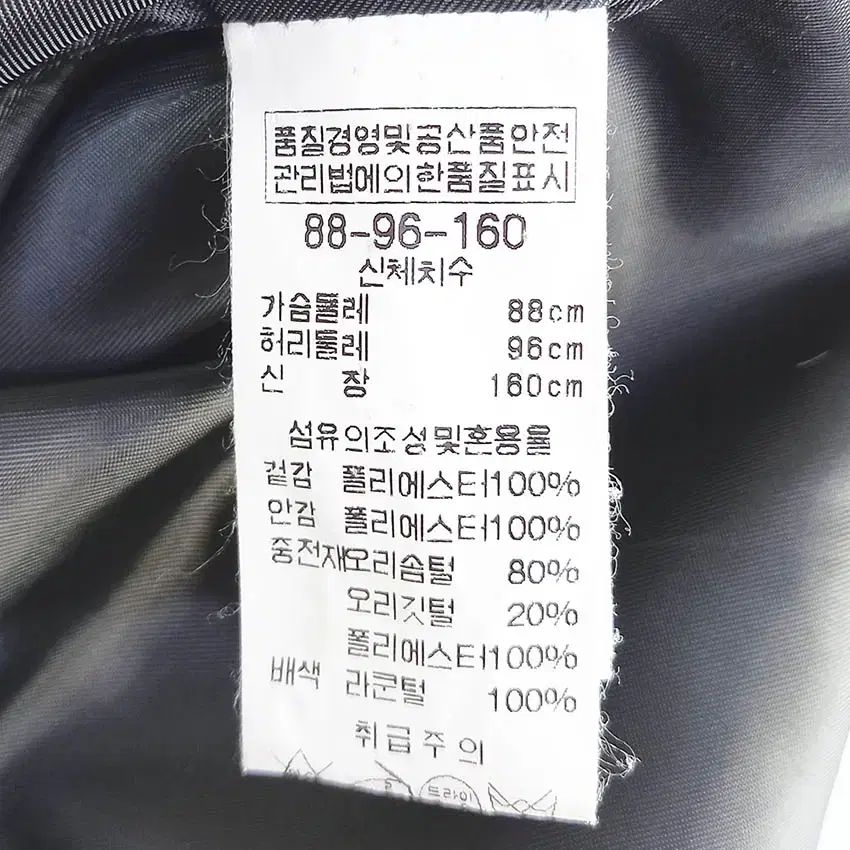 품질경영및공산품안전
관리법에의한품질표시
88-96-160
신체치수
가슴둘레 88cm
허리둘레 96cm
신 장 160cm
섬유의조성및혼용율
겉감 폴리에스터100%
안감 폴리에스터100%
충전재오리솜털 80%
오리깃털 20%
폴리에스터100%
배색 라쿤털 100%
취급주의
드라이